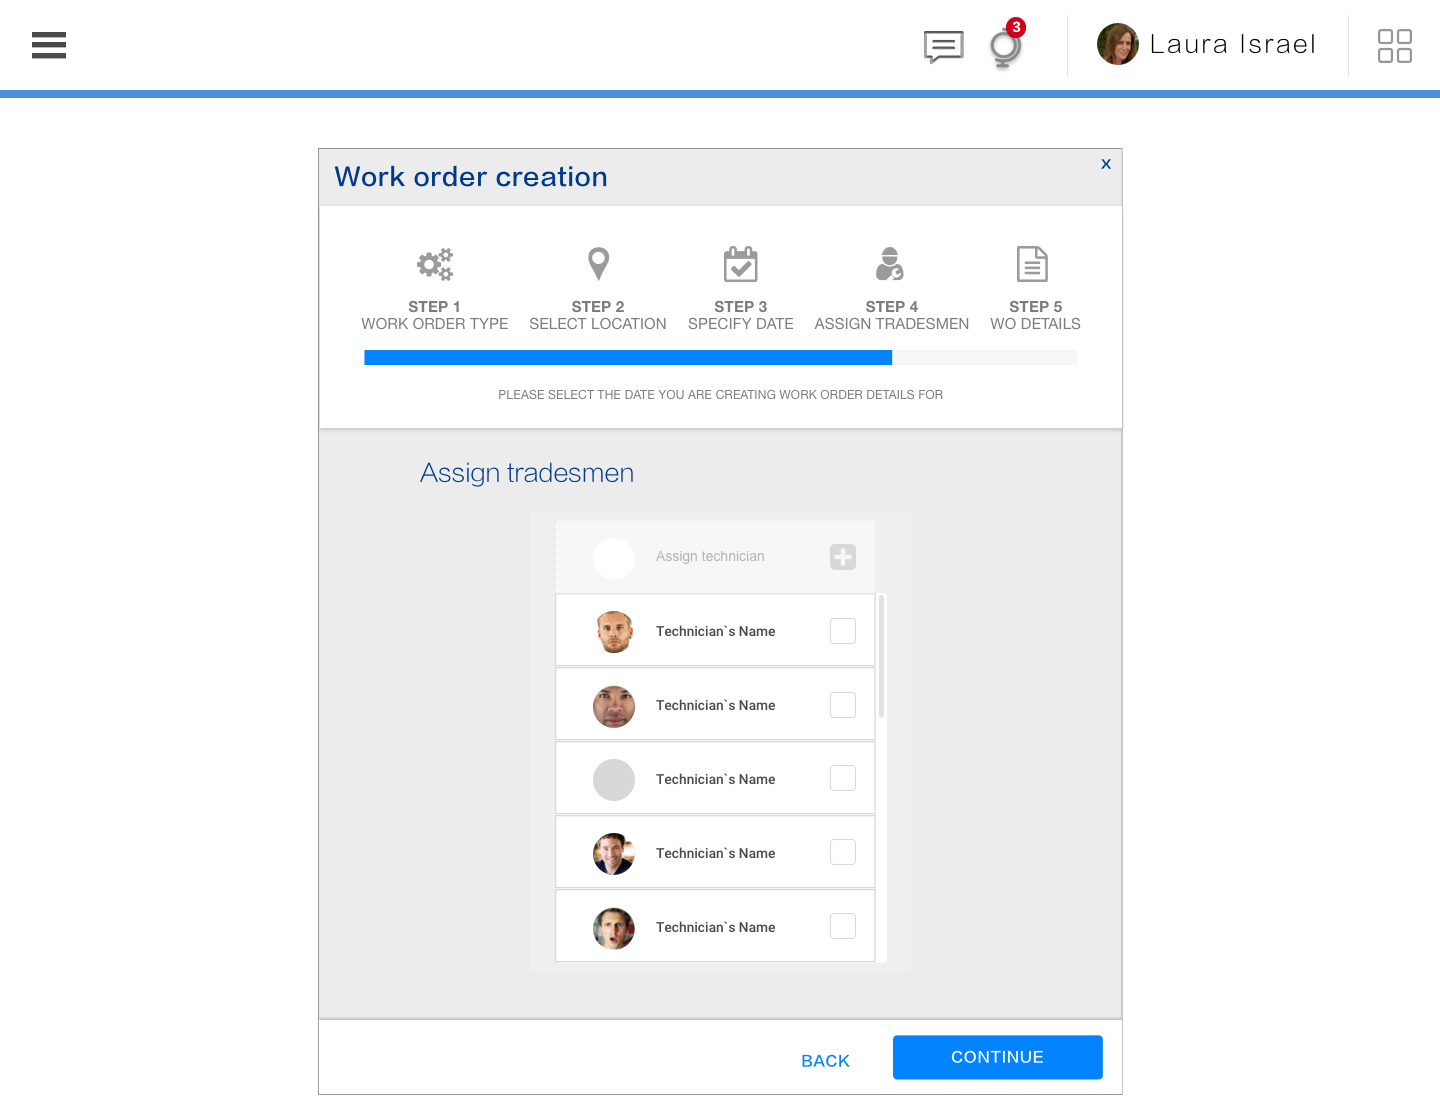 3
Laura Israel
Work order creation
x
STEP 1
WORK ORDER TYPE
STEP 2
SELECT LOCATION
STEP 3
SPECIFY DATE
STEP 4
ASSIGN TRADESMEN
STEP 5
WO DETAILS
PLEASE SELECT THE DATE YOU ARE CREATING WORK ORDER DETAILS FOR
Assign tradesmen
Assign technician
Technician`s Name
Technician`s Name
Technician`s Name
Technician`s Name
Technician`s Name
BACK
CONTINUE